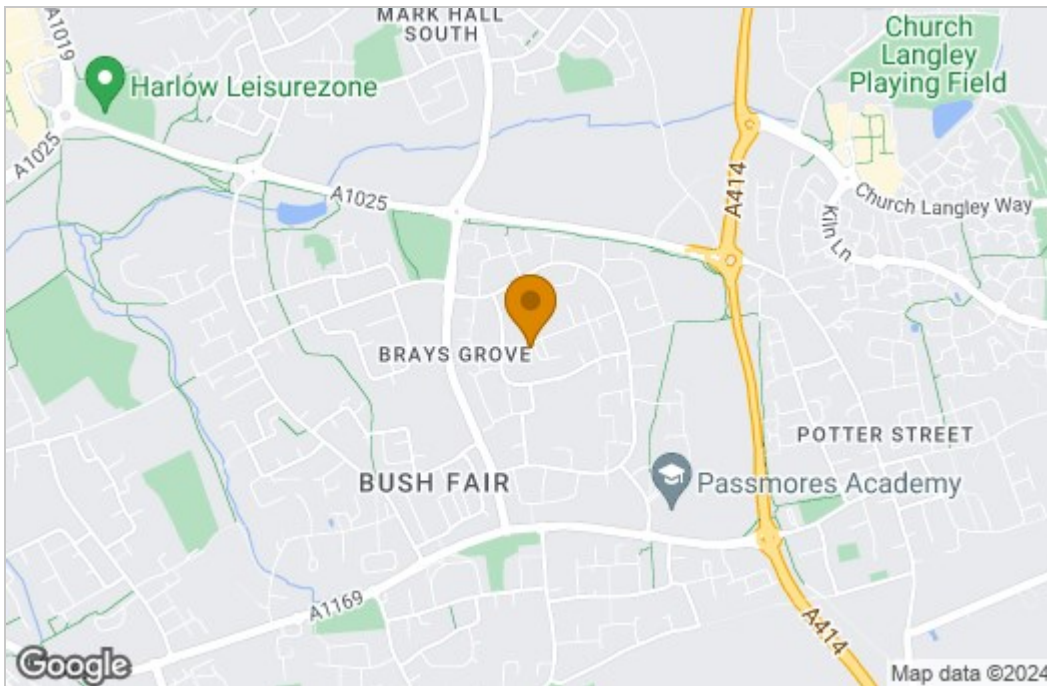 A1019
MARK HALL
SOUTH
Church
Langley
Playing Field
Harlow Leisurezone
A1025
A1025
A414
Church Langley Way
Kiln Ln
BRAYS GROVE
POTTER STREET
BUSH FAIR
Passmores Academy
A1169
A414
Google
Map data ©2024